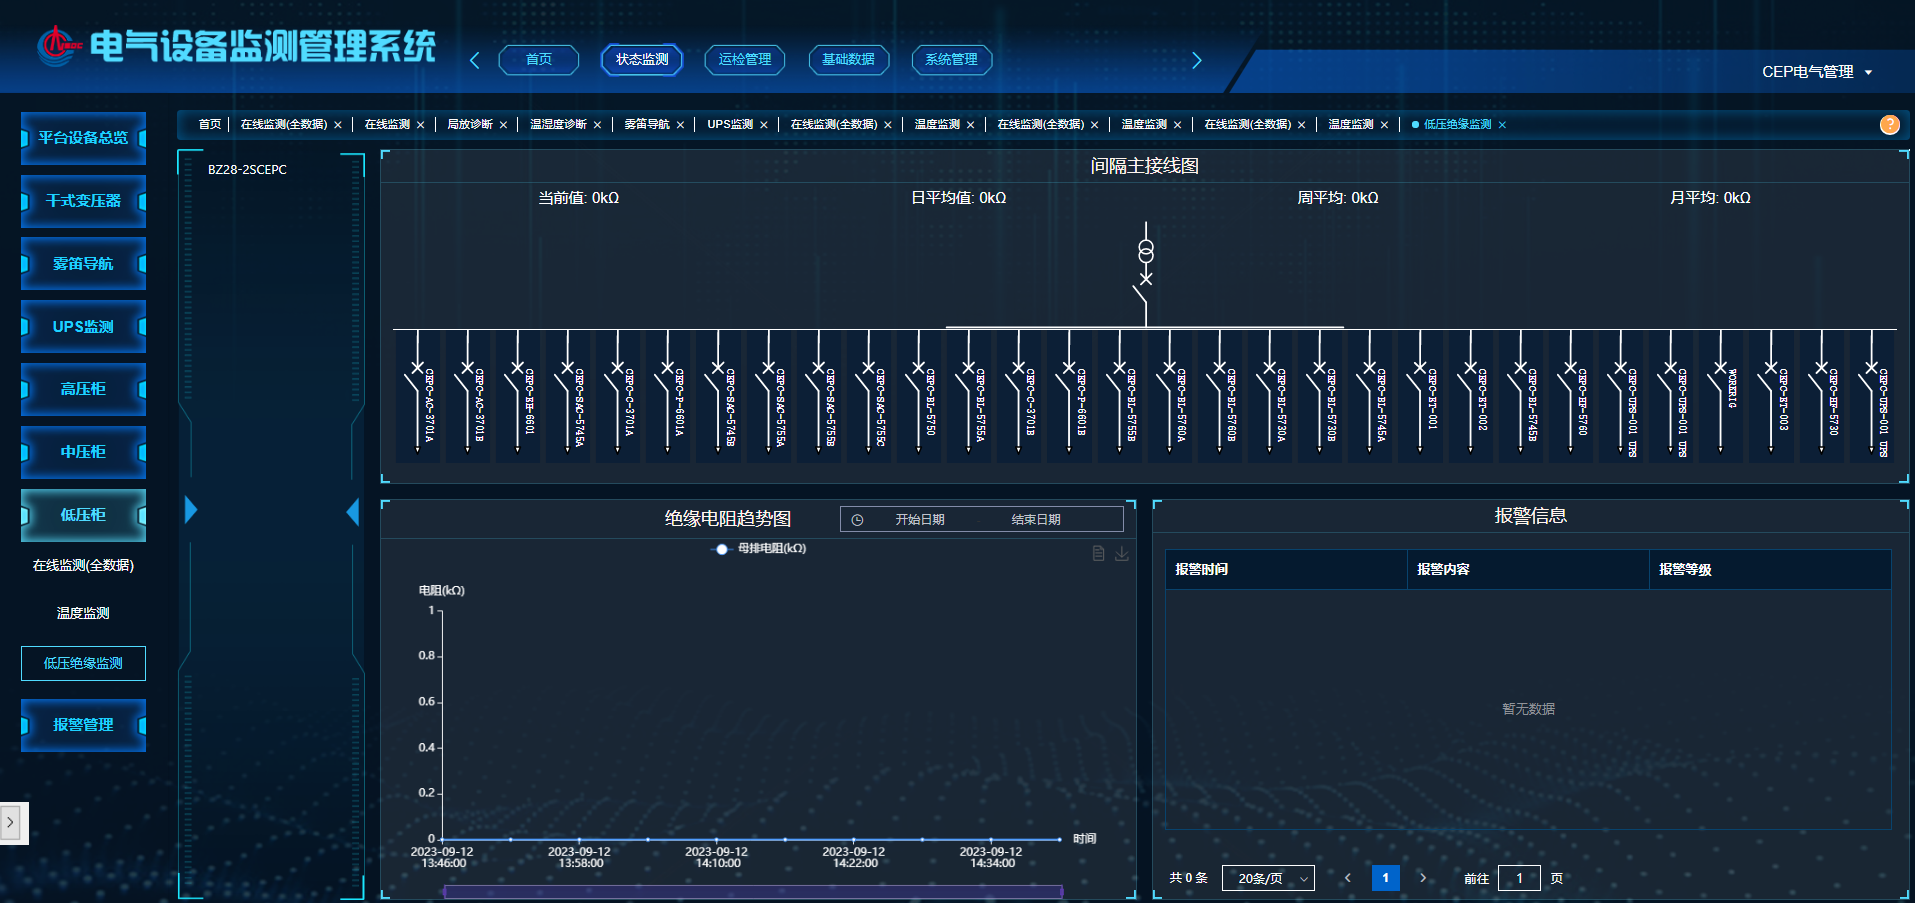 电气设备监测管理系统
首页
状态监测
运检管理
基础数据
系统管理
CEP电气管理
平台设备总览
干式变压器
雾笛导航
UPS监测
高压柜
中压柜
低压柜
在线监测(全数据)
温度监测
低压绝缘监测
报警管理
首页
在线监测(全数据)
在线监测
局放诊断
温湿度诊断
雾笛导航
UPS监测
在线监测(全数据)
温度监测
在线监测(全数据)
温度监测
在线监测(全数据)
温度监测
低压绝缘监测
?
BZ28-2SCEPC
间隔主接线图
当前值: 0kΩ
日平均值: 0kΩ
周平均: 0kΩ
月平均: 0kΩ
CEPC-AC-3701A
CEPC-AC-3701B
CEPC-EH-6601
CEPC-SAC-5745A
CEPC-C-3701A
CEPC-P-6601A
CEPC-SAC-5745B
CEPC-SAC-5755A
CEPC-SAC-5755B
CEPC-SAC-5755C
CEPC-BL-5750
CEPC-BL-5755A
CEPC-C-3701B
CEPC-P-6601B
CEPC-BL-5755B
CEPC-BL-5760A
CEPC-BL-5760B
CEPC-BL-5730A
CEPC-BL-5730B
CEPC-BL-5745A
CEPC-ET-001
CEPC-ET-002
CEPC-BL-5745B
CEPC-EP-5760
CEPC-UPS-001 UPS
CEPC-UPS-001 UPS
WORKRIG
CEPC-ET-003
CEPC-EP-5730
CEPC-UPS-001 UPS
绝缘电阻趋势图
开始日期
-
结束日期
母排电阻(kΩ)
电阻(kΩ)
1
0.8
0.6
0.4
0.2
0
2023-09-12 13:46:00
2023-09-12 13:58:00
2023-09-12 14:10:00
2023-09-12 14:22:00
2023-09-12 14:34:00
时间
报警信息
报警时间
报警内容
报警等级
暂无数据
共 0 条
20条/页
1
前往
1
页